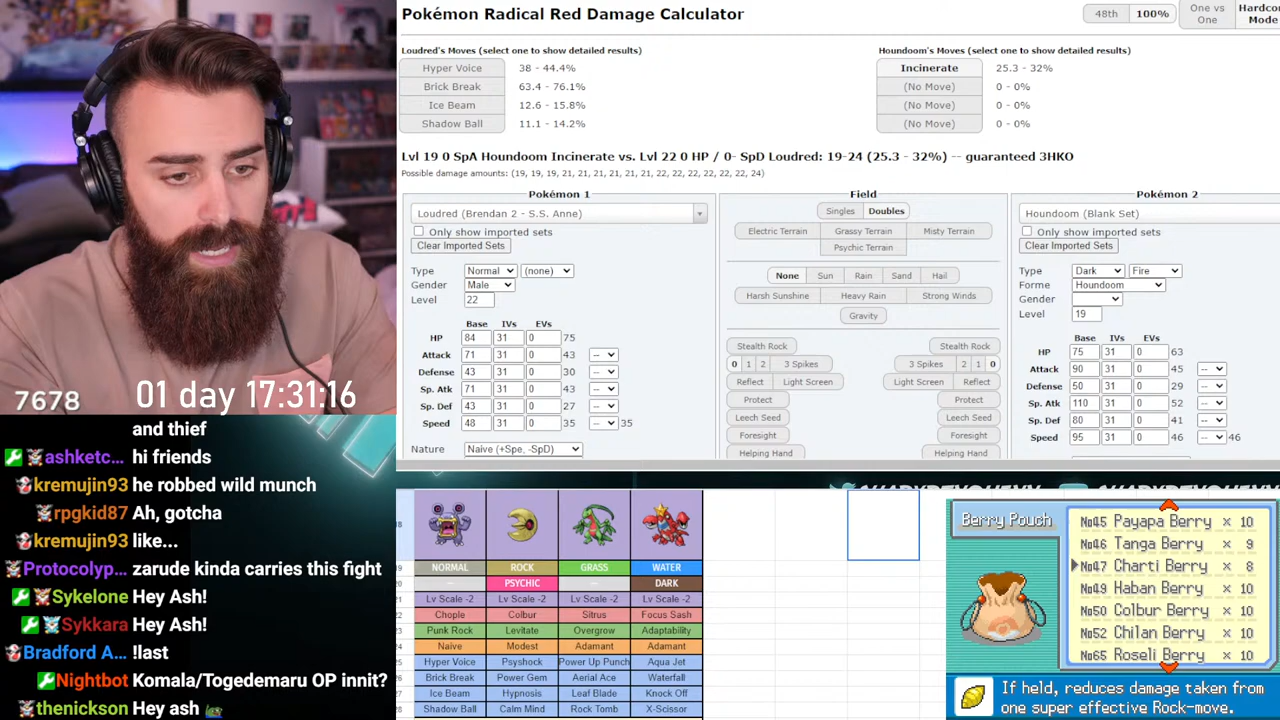 Pokémon Radical Red Damage Calculator
48th
100%
One vs
One
Hardco
Mode
Loudred's Moves (select one to show detailed results)
Hyper Voice 38 - 44.4%
Brick Break 63.4 - 76.1%
Ice Beam 12.6 - 15.8%
Shadow Ball 11.1 - 14.2%
Houndoom's Moves (select one to show detailed results)
Incinerate 25.3 - 32%
(No Move) 0 - 0%
(No Move) 0 - 0%
(No Move) 0 - 0%
Lvl 19 0 SpA Houndoom Incinerate vs. Lvl 22 0 HP / 0- SpD Loudred: 19-24 (25.3 - 32%) -- guaranteed 3HKO
Possible damage amounts: (19, 19, 19, 21, 21, 21, 21, 21, 21, 22, 22, 22, 22, 22, 22, 24)
Pokémon 1
Loudred (Brendan 2 - S.S. Anne)
Only show imported sets
Clear Imported Sets
Type Normal (none)
Gender Male
Level 22
Base IVs EVs
HP 84 31 0 75
Attack 71 31 0 43 --
Defense 43 31 0 30 --
Sp. Atk 71 31 0 43 --
Sp. Def 43 31 0 27 --
Speed 48 31 0 35 -- 35
Nature Naive (+Spe, -SpD)
Field
Singles Doubles
Electric Terrain Grassy Terrain Misty Terrain
Psychic Terrain
None Sun Rain Sand Hail
Harsh Sunshine Heavy Rain Strong Winds
Gravity
Stealth Rock Stealth Rock
0 1 2 3 Spikes 3 Spikes 2 1 0
Reflect Light Screen Light Screen Reflect
Protect Protect
Leech Seed Leech Seed
Foresight Foresight
Helping Hand Helping Hand
Pokémon 2
Houndoom (Blank Set)
Only show imported sets
Clear Imported Sets
Type Dark Fire
Forme Houndoom
Gender
Level 19
Base IVs EVs
HP 75 31 0 63
Attack 90 31 0 45 --
Defense 50 31 0 29 --
Sp. Atk 110 31 0 52 --
Sp. Def 80 31 0 41 --
Speed 95 31 0 46 -- 46
7678
01 day 17:31:16
and thief
ashketc... hi friends
kremujin93 he robbed wild munch
rpgkid87 Ah, gotcha
kremujin93 like...
Protocolyp... zarude kinda carries this fight
Sykelone Hey Ash!
Sykkara Hey Ash!
Bradford A... !last
Nightbot Komala/Togedemaru OP innit?
thenickson Hey ash
18
19 NORMAL ROCK GRASS WATER
20 -- PSYCHIC -- DARK
21 Lv Scale -2 Lv Scale -2 Lv Scale -2 Lv Scale -2
22 Chople Colbur Sitrus Focus Sash
23 Punk Rock Levitate Overgrow Adaptability
24 Naive Modest Adamant Adamant
25 Hyper Voice Psyshock Power Up Punch Aqua Jet
26 Brick Break Power Gem Aerial Ace Waterfall
27 Ice Beam Hypnosis Leaf Blade Knock Off
28 Shadow Ball Calm Mind Rock Tomb X-Scissor
Berry Pouch
No45 Payapa Berry × 10
No46 Tanga Berry × 9
No47 Charti Berry × 8
No49 Haban Berry × 10
No50 Colbur Berry × 10
No52 Chilan Berry × 10
No65 Roseli Berry × 10
If held, reduces damage taken from
one super effective Rock-move.